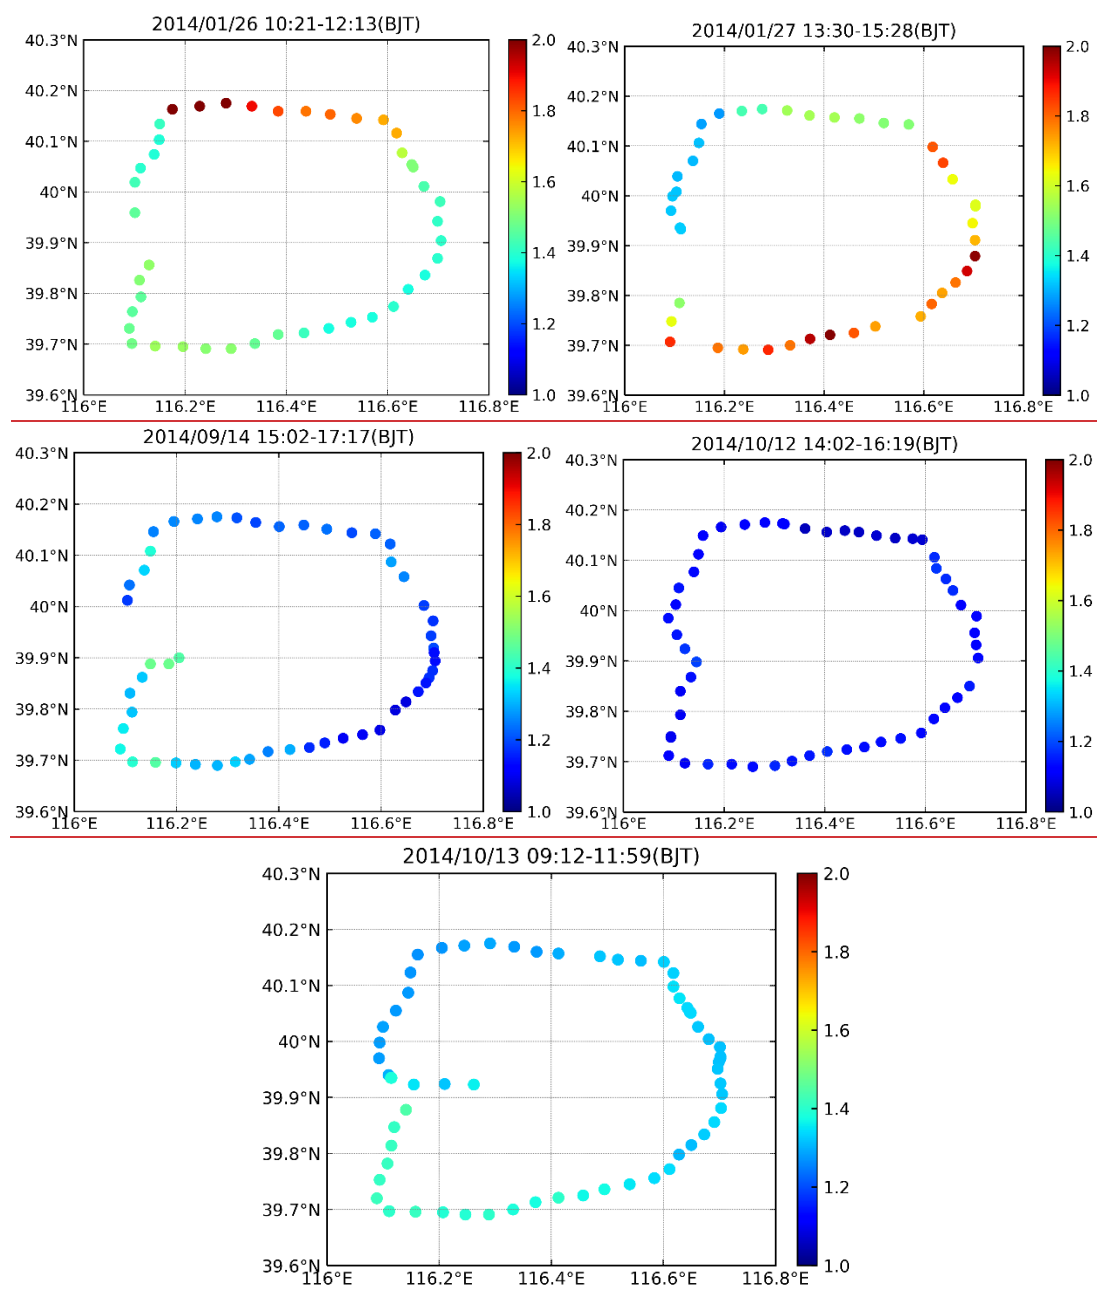 2014/01/26 10:21-12:13(BJT)
40.3°N
40.2°N
40.1°N
40°N
39.9°N
39.8°N
39.7°N
39.6°N
116°E 116.2°E 116.4°E 116.6°E 116.8°E
2.0
1.8
1.6
1.4
1.2
1.0
2014/01/27 13:30-15:28(BJT)
40.3°N
40.2°N
40.1°N
40°N
39.9°N
39.8°N
39.7°N
39.6°N
116°E 116.2°E 116.4°E 116.6°E 116.8°E
2.0
1.8
1.6
1.4
1.2
1.0
2014/09/14 15:02-17:17(BJT)
40.3°N
40.2°N
40.1°N
40°N
39.9°N
39.8°N
39.7°N
39.6°N
116°E 116.2°E 116.4°E 116.6°E 116.8°E
2.0
1.8
1.6
1.4
1.2
1.0
2014/10/12 14:02-16:19(BJT)
40.3°N
40.2°N
40.1°N
40°N
39.9°N
39.8°N
39.7°N
39.6°N
116°E 116.2°E 116.4°E 116.6°E 116.8°E
2.0
1.8
1.6
1.4
1.2
1.0
2014/10/13 09:12-11:59(BJT)
40.3°N
40.2°N
40.1°N
40°N
39.9°N
39.8°N
39.7°N
39.6°N
116°E 116.2°E 116.4°E 116.6°E 116.8°E
2.0
1.8
1.6
1.4
1.2
1.0